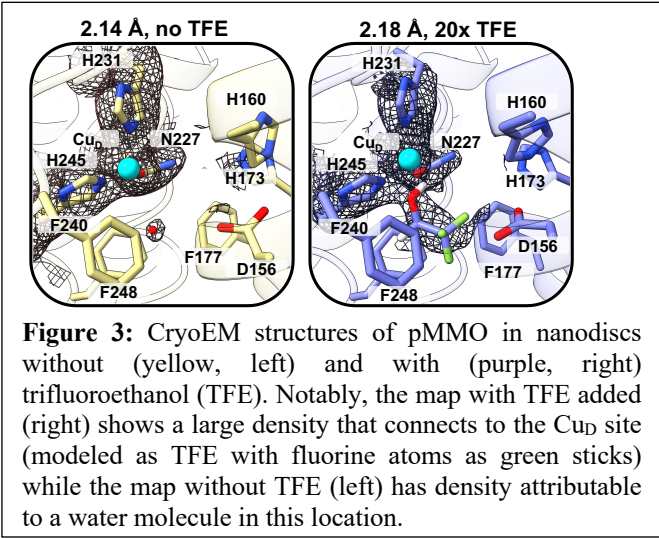 2.14 Å, no TFE
2.18 Å, 20x TFE
H231
H160
CuD
N227
H245
H173
F240
F177
D156
F248
H231
H160
CuD
N227
H245
H173
F240
D156
F177
F248
Figure 3: CryoEM structures of pMMO in nanodiscs
without (yellow, left) and with (purple, right)
trifluoroethanol (TFE). Notably, the map with TFE added
(right) shows a large density that connects to the CuD site
(modeled as TFE with fluorine atoms as green sticks)
while the map without TFE (left) has density attributable
to a water molecule in this location.